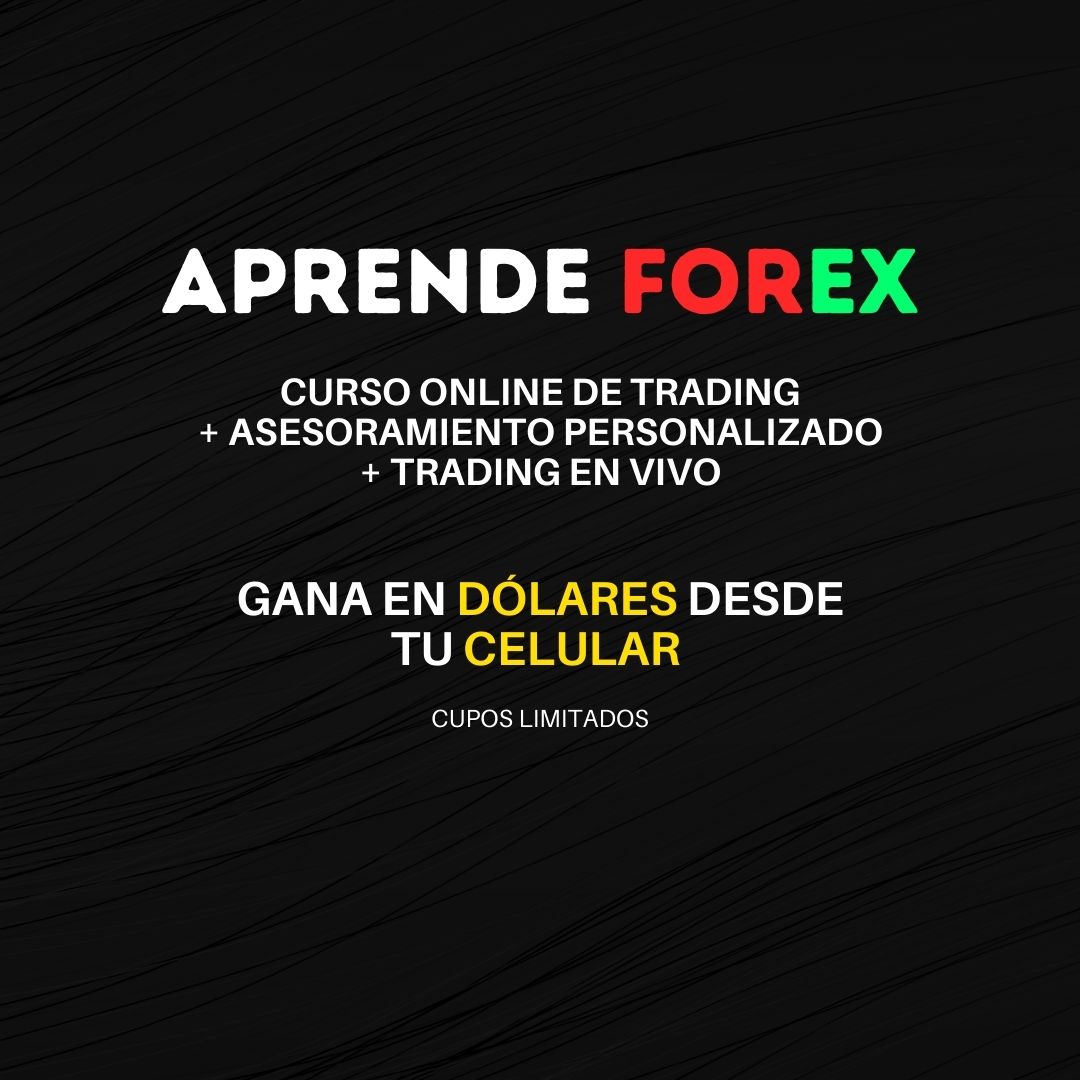 APRENDE FOREX
CURSO ONLINE DE TRADING
+ ASESORAMIENTO PERSONALIZADO
+ TRADING EN VIVO
GANA EN DÓLARES DESDE
TU CELULAR
CUPOS LIMITADOS